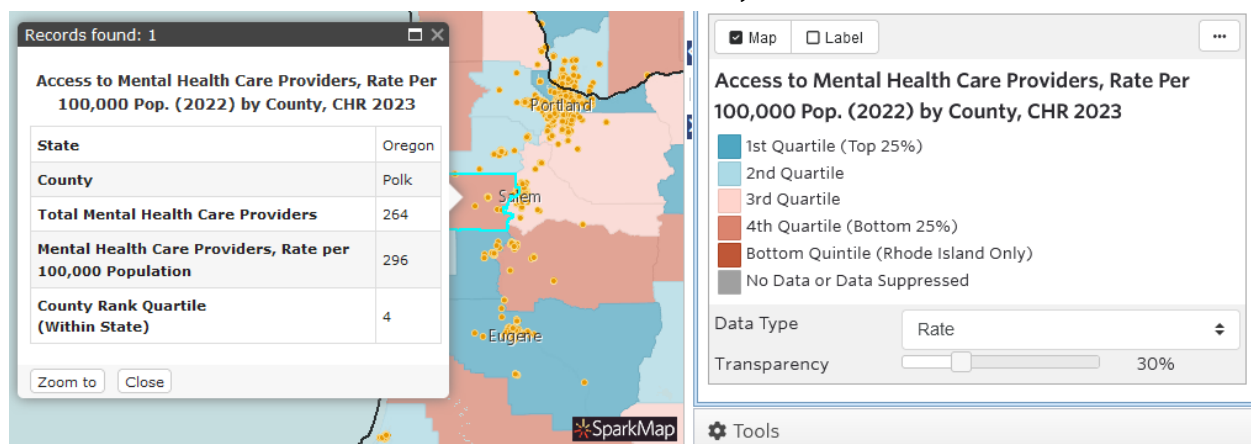 Records found: 1
Access to Mental Health Care Providers, Rate Per
100,000 Pop. (2022) by County, CHR 2023
State Oregon
County Polk
Total Mental Health Care Providers 264
Mental Health Care Providers, Rate per
100,000 Population 296
County Rank Quartile
(Within State) 4
Zoom to Close
Portland
Salem
Eugene
SparkMap
Map Label ...
Access to Mental Health Care Providers, Rate Per
100,000 Pop. (2022) by County, CHR 2023
1st Quartile (Top 25%)
2nd Quartile
3rd Quartile
4th Quartile (Bottom 25%)
Bottom Quintile (Rhode Island Only)
No Data or Data Suppressed
Data Type Rate
Transparency 30%
Tools